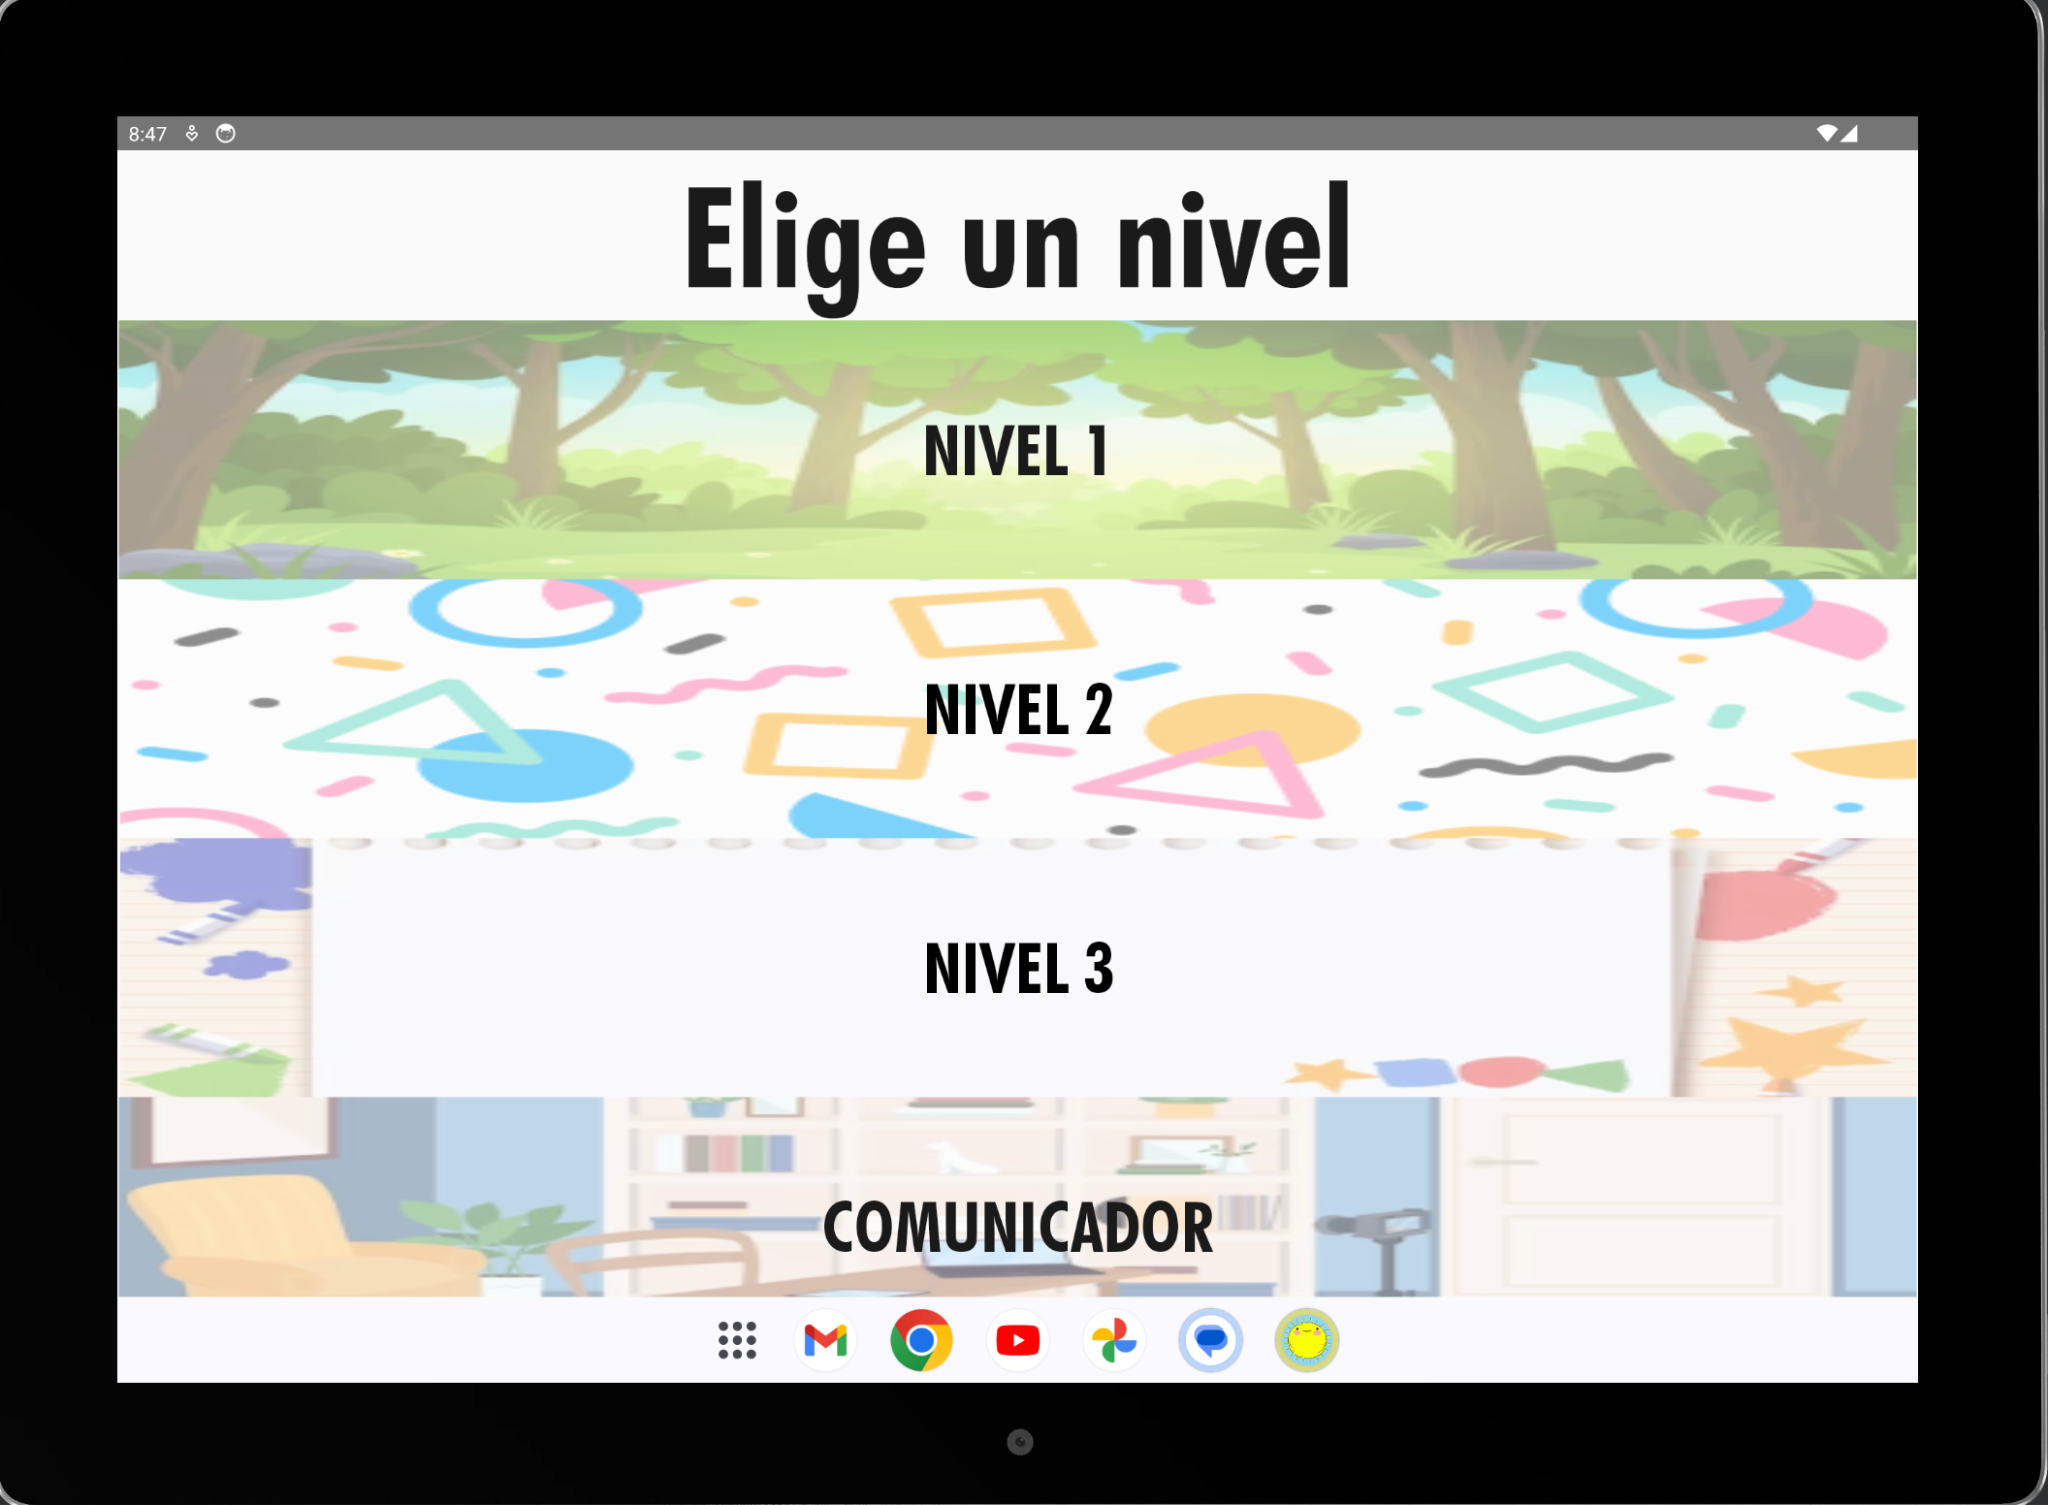 8:47
Elige un nivel
NIVEL 1
NIVEL 2
NIVEL 3
COMUNICADOR